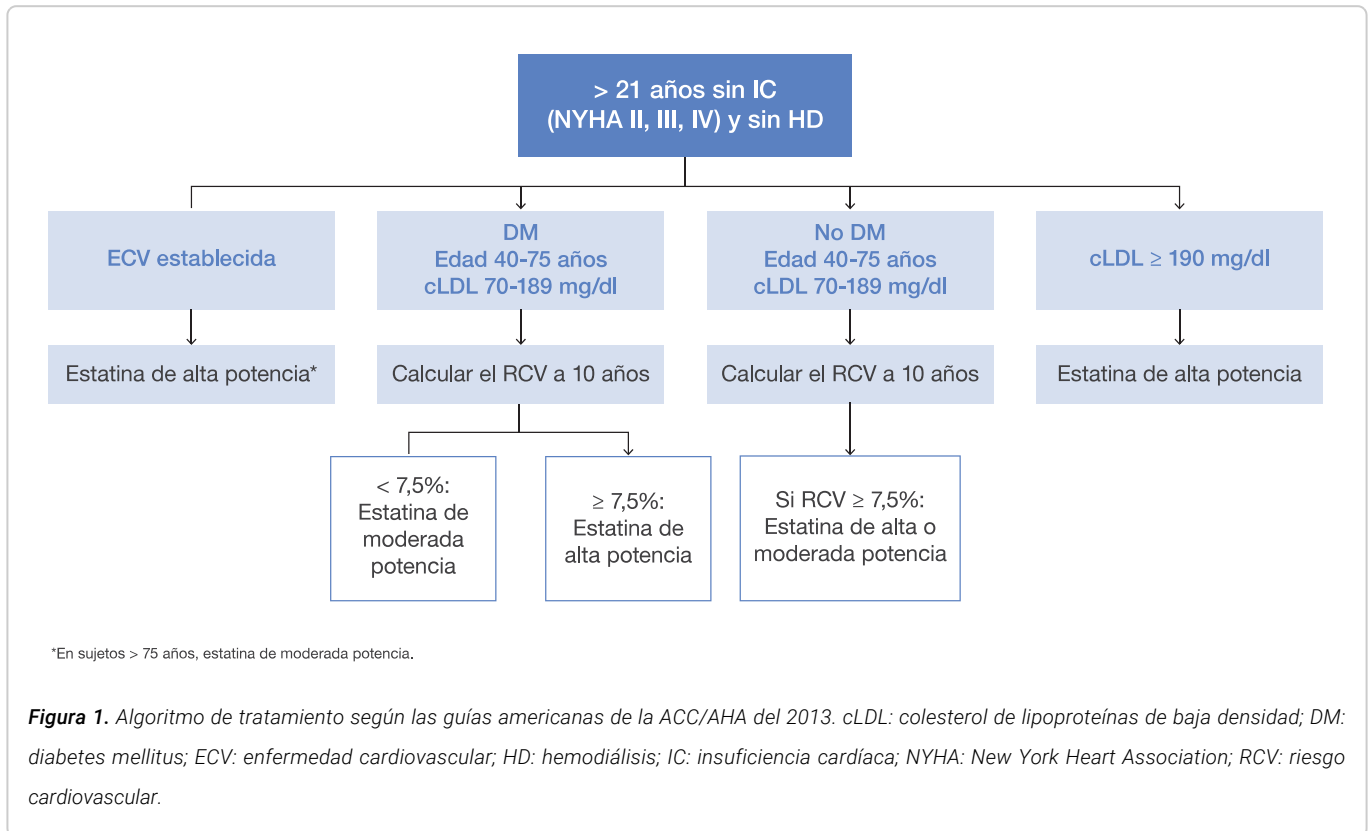 > 21 años sin IC
(NYHA II, III, IV) y sin HD
ECV establecida
DM
Edad 40-75 años
cLDL 70-189 mg/dl
No DM
Edad 40-75 años
cLDL 70-189 mg/dl
cLDL ≥ 190 mg/dl
Estatina de alta potencia*
Calcular el RCV a 10 años
Calcular el RCV a 10 años
Estatina de alta potencia
< 7,5%:
Estatina de
moderada
potencia
≥ 7,5%:
Estatina de
alta potencia
Si RCV ≥ 7,5%:
Estatina de alta o
moderada potencia
*En sujetos > 75 años, estatina de moderada potencia.
Figura 1. Algoritmo de tratamiento según las guías americanas de la ACC/AHA del 2013. cLDL: colesterol de lipoproteínas de baja densidad; DM:
diabetes mellitus; ECV: enfermedad cardiovascular; HD: hemodiálisis; IC: insuficiencia cardíaca; NYHA: New York Heart Association; RCV: riesgo
cardiovascular.